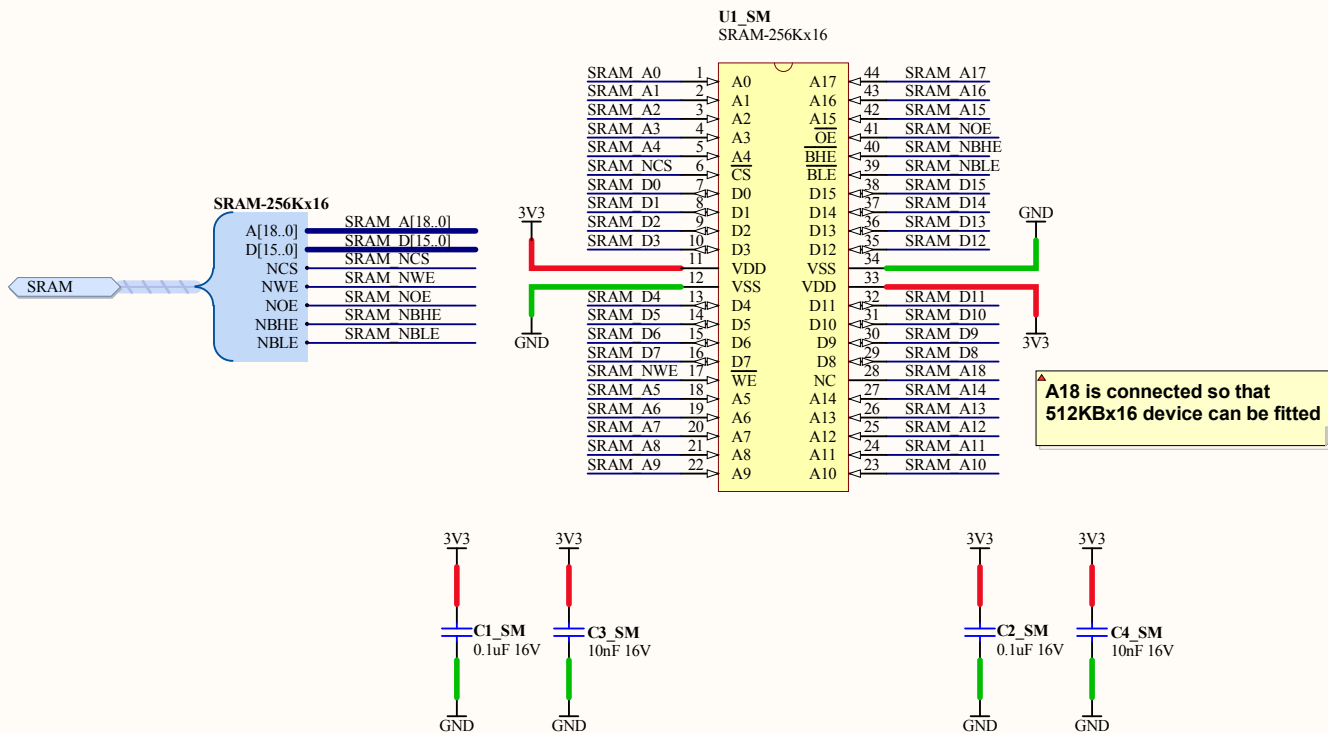 U1_SM
SRAM-256Kx16
SRAM_A0 1 A0 A17 44 SRAM_A17
SRAM_A1 2 A1 A16 43 SRAM_A16
SRAM_A2 3 A2 A15 42 SRAM_A15
SRAM_A3 4 A3 OE 41 SRAM_NOE
SRAM_A4 5 A4 BHE 40 SRAM_NBHE
SRAM_NCS 6 CS BLE 39 SRAM_NBLE
SRAM_D0 7 D0 D15 38 SRAM_D15
SRAM_D1 8 D1 D14 37 SRAM_D14
SRAM_D2 9 D2 D13 36 SRAM_D13
SRAM_D3 10 D3 D12 35 SRAM_D12
3V3 11 VDD VSS 34 GND
GND 12 VSS VDD 33 3V3
SRAM_D4 13 D4 D11 32 SRAM_D11
SRAM_D5 14 D5 D10 31 SRAM_D10
SRAM_D6 15 D6 D9 30 SRAM_D9
SRAM_D7 16 D7 D8 29 SRAM_D8
SRAM_NWE 17 WE NC 28 SRAM_A18
SRAM_A5 18 A5 A14 27 SRAM_A14
SRAM_A6 19 A6 A13 26 SRAM_A13
SRAM_A7 20 A7 A12 25 SRAM_A12
SRAM_A8 21 A8 A11 24 SRAM_A11
SRAM_A9 22 A9 A10 23 SRAM_A10
SRAM-256Kx16
A[18..0] SRAM_A[18..0]
D[15..0] SRAM_D[15..0]
NCS SRAM_NCS
NWE SRAM_NWE
NOE SRAM_NOE
NBHE SRAM_NBHE
NBLE SRAM_NBLE
SRAM
A18 is connected so that
512KBx16 device can be fitted
3V3 3V3 3V3 3V3
C1_SM C3_SM C2_SM C4_SM
0.1uF 16V 10nF 16V 0.1uF 16V 10nF 16V
GND GND GND GND